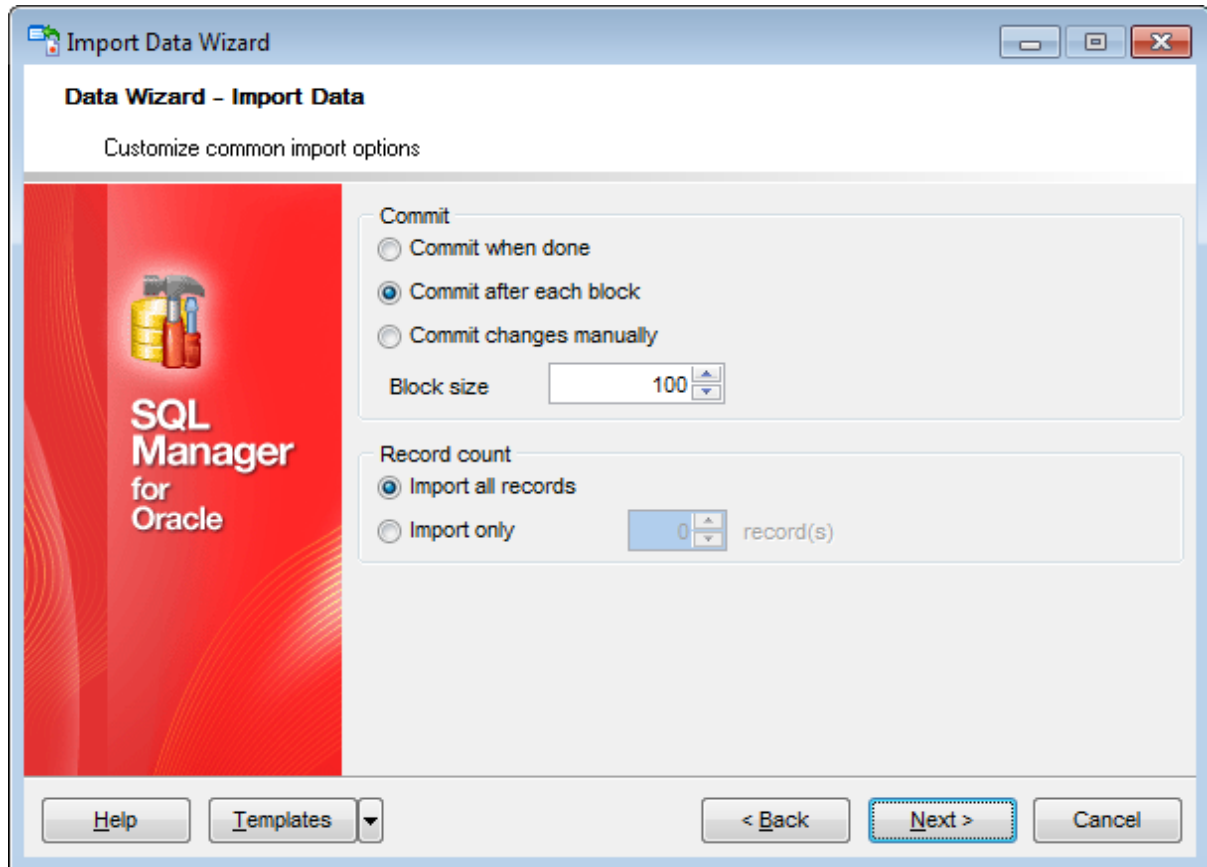 Import Data Wizard
Data Wizard - Import Data
Customize common import options
SQL
Manager
for
Oracle
Commit
Commit when done
Commit after each block
Commit changes manually
Block size 100
Record count
Import all records
Import only 0 record(s)
Help Templates < Back Next > Cancel